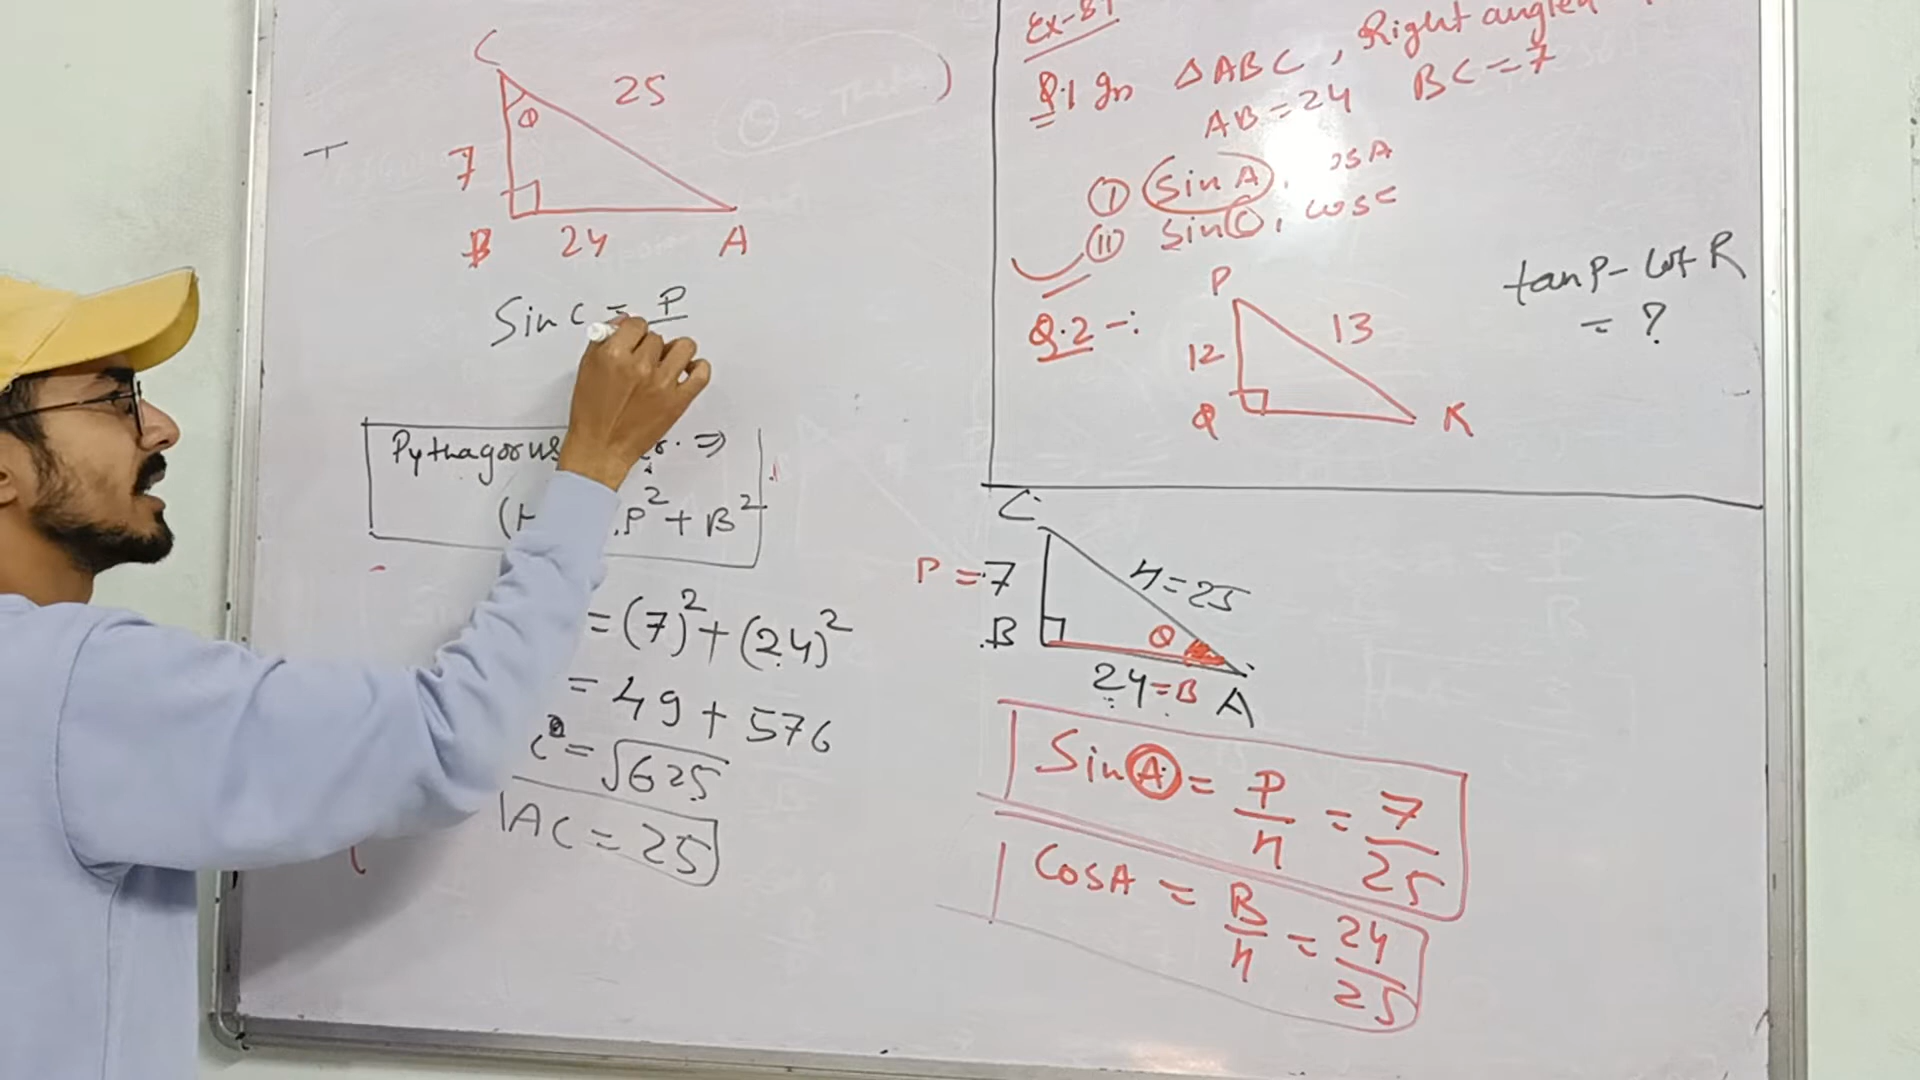 C
25
θ
7
B 24 A
Sin C = P
Pythagorus
⇒
P² + B²
= (7)² + (24)²
= 49 + 576
= √625
AC = 25
θ = Theta
Ex-8.1
Q.1 In △ABC, Right angled
AB = 24 BC = 7
(I) Sin A, cos A
(II) Sin C, cos C
Q.2 -:
P
12
13
Q R
tan P - cot R
= ?
C
P = 7
H = 25
B θ
24 = B A
Sin A = P/H = 7/25
Cos A = B/H = 24/25